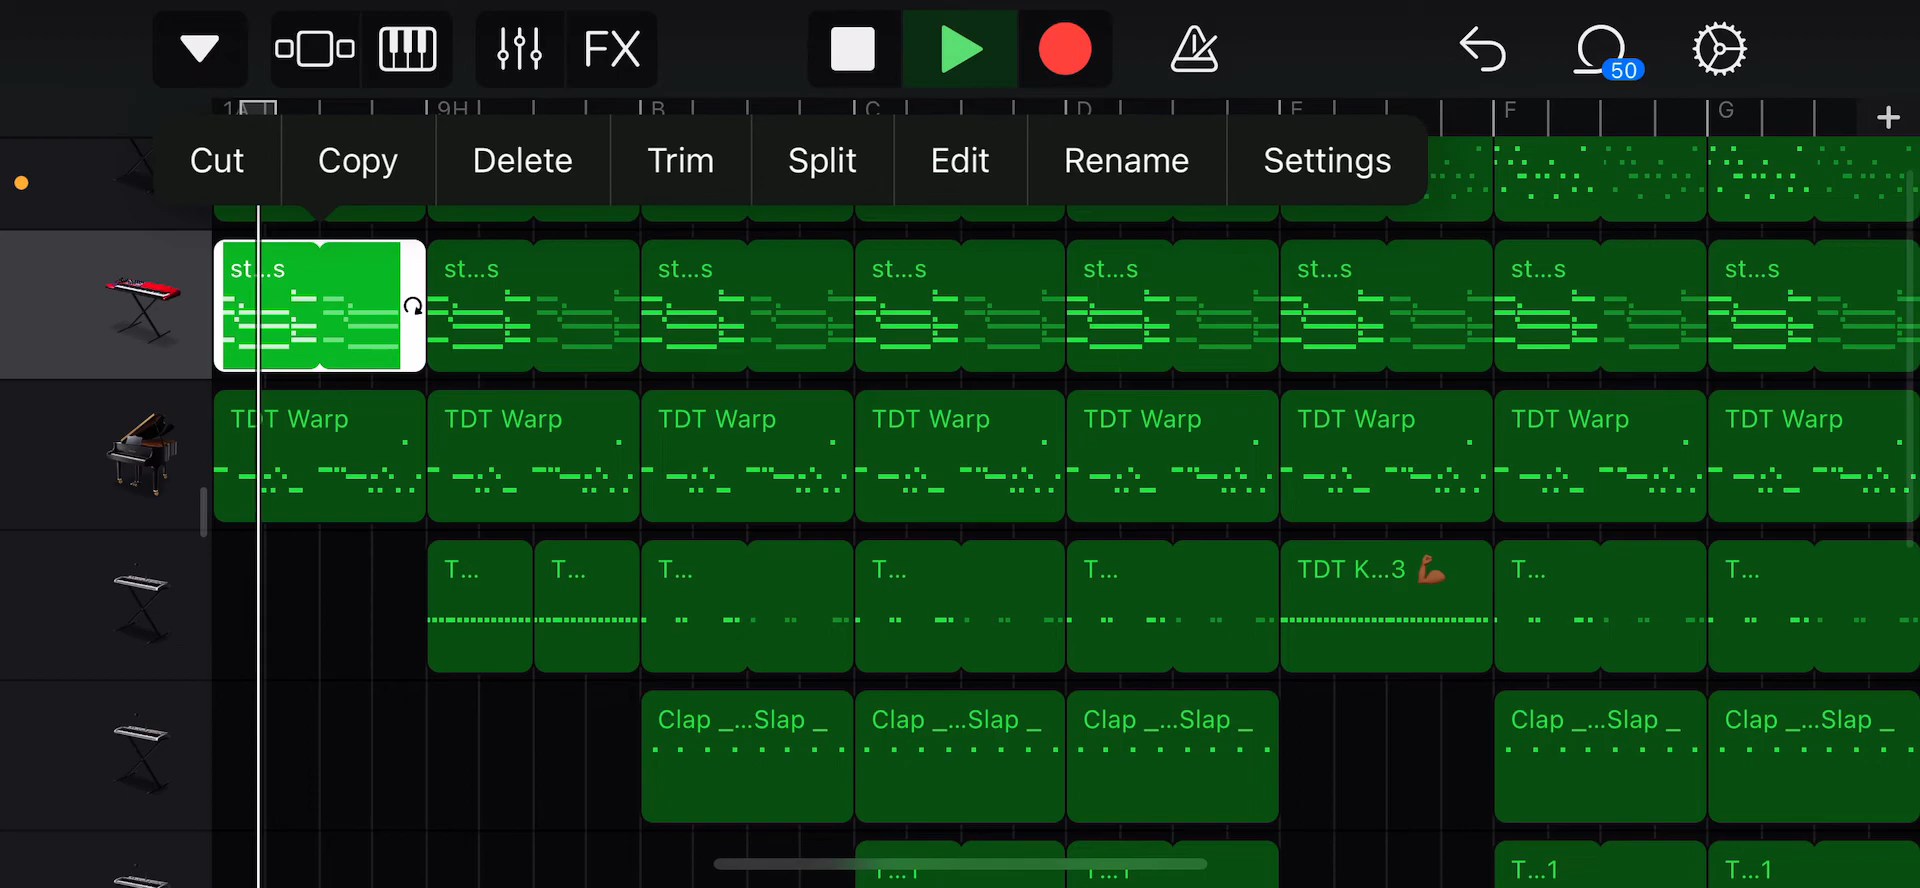 FX
50
1A 9H B C D E F G
Cut Copy Delete Trim Split Edit Rename Settings
st...s st...s st...s st...s st...s st...s st...s st...s
TDT Warp TDT Warp TDT Warp TDT Warp TDT Warp TDT Warp TDT Warp TDT Warp
T... T... T... T... T... TDT K...3 💪🏾 T... T...
Clap _...Slap _ Clap _...Slap _ Clap _...Slap _ Clap _...Slap _ Clap _...Slap _
T...1 T...1 T...1 T...1